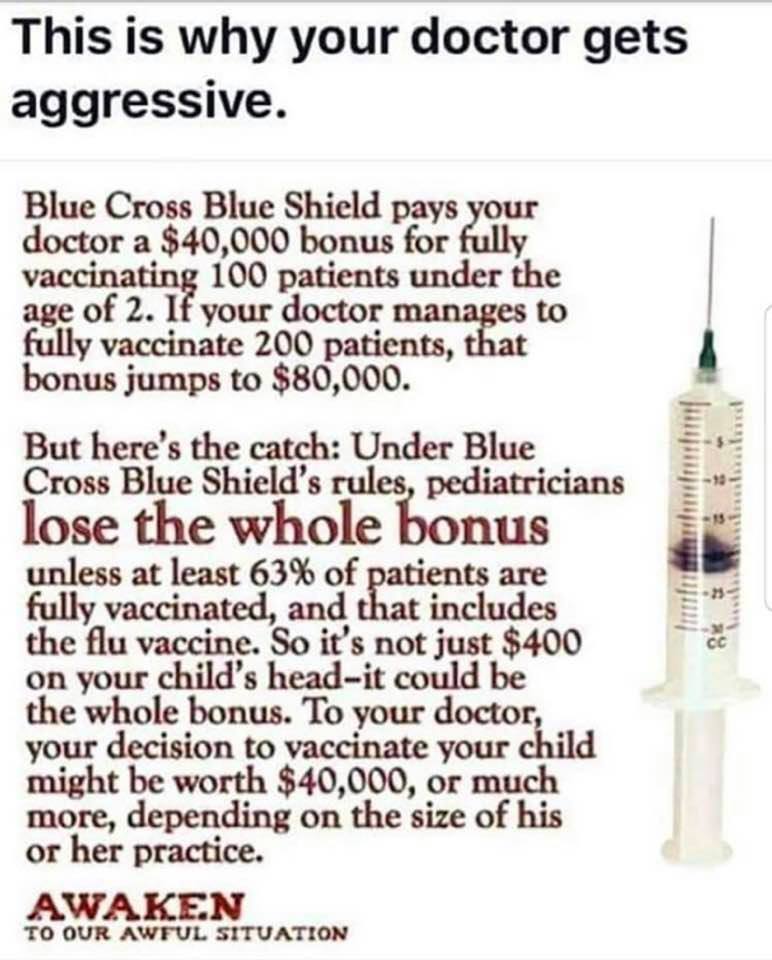 This is why your doctor gets
aggressive.
Blue Cross Blue Shield pays your
doctor a $40,000 bonus for fully
vaccinating 100 patients under the
age of 2. If your doctor manages to
fully vaccinate 200 patients, that
bonus jumps to $80,000.
But here's the catch: Under Blue
Cross Blue Shield's rules, pediatricians
lose the whole bonus
unless at least 63% of patients are
fully vaccinated, and that includes
the flu vaccine. So it's not just $400
on your child's head–it could be
the whole bonus. To your doctor,
your decision to vaccinate your child
might be worth $40,000, or much
more, depending on the size of his
or her practice.
AWAKEN
TO OUR AWFUL SITUATION
5
10
15
25
30
CC